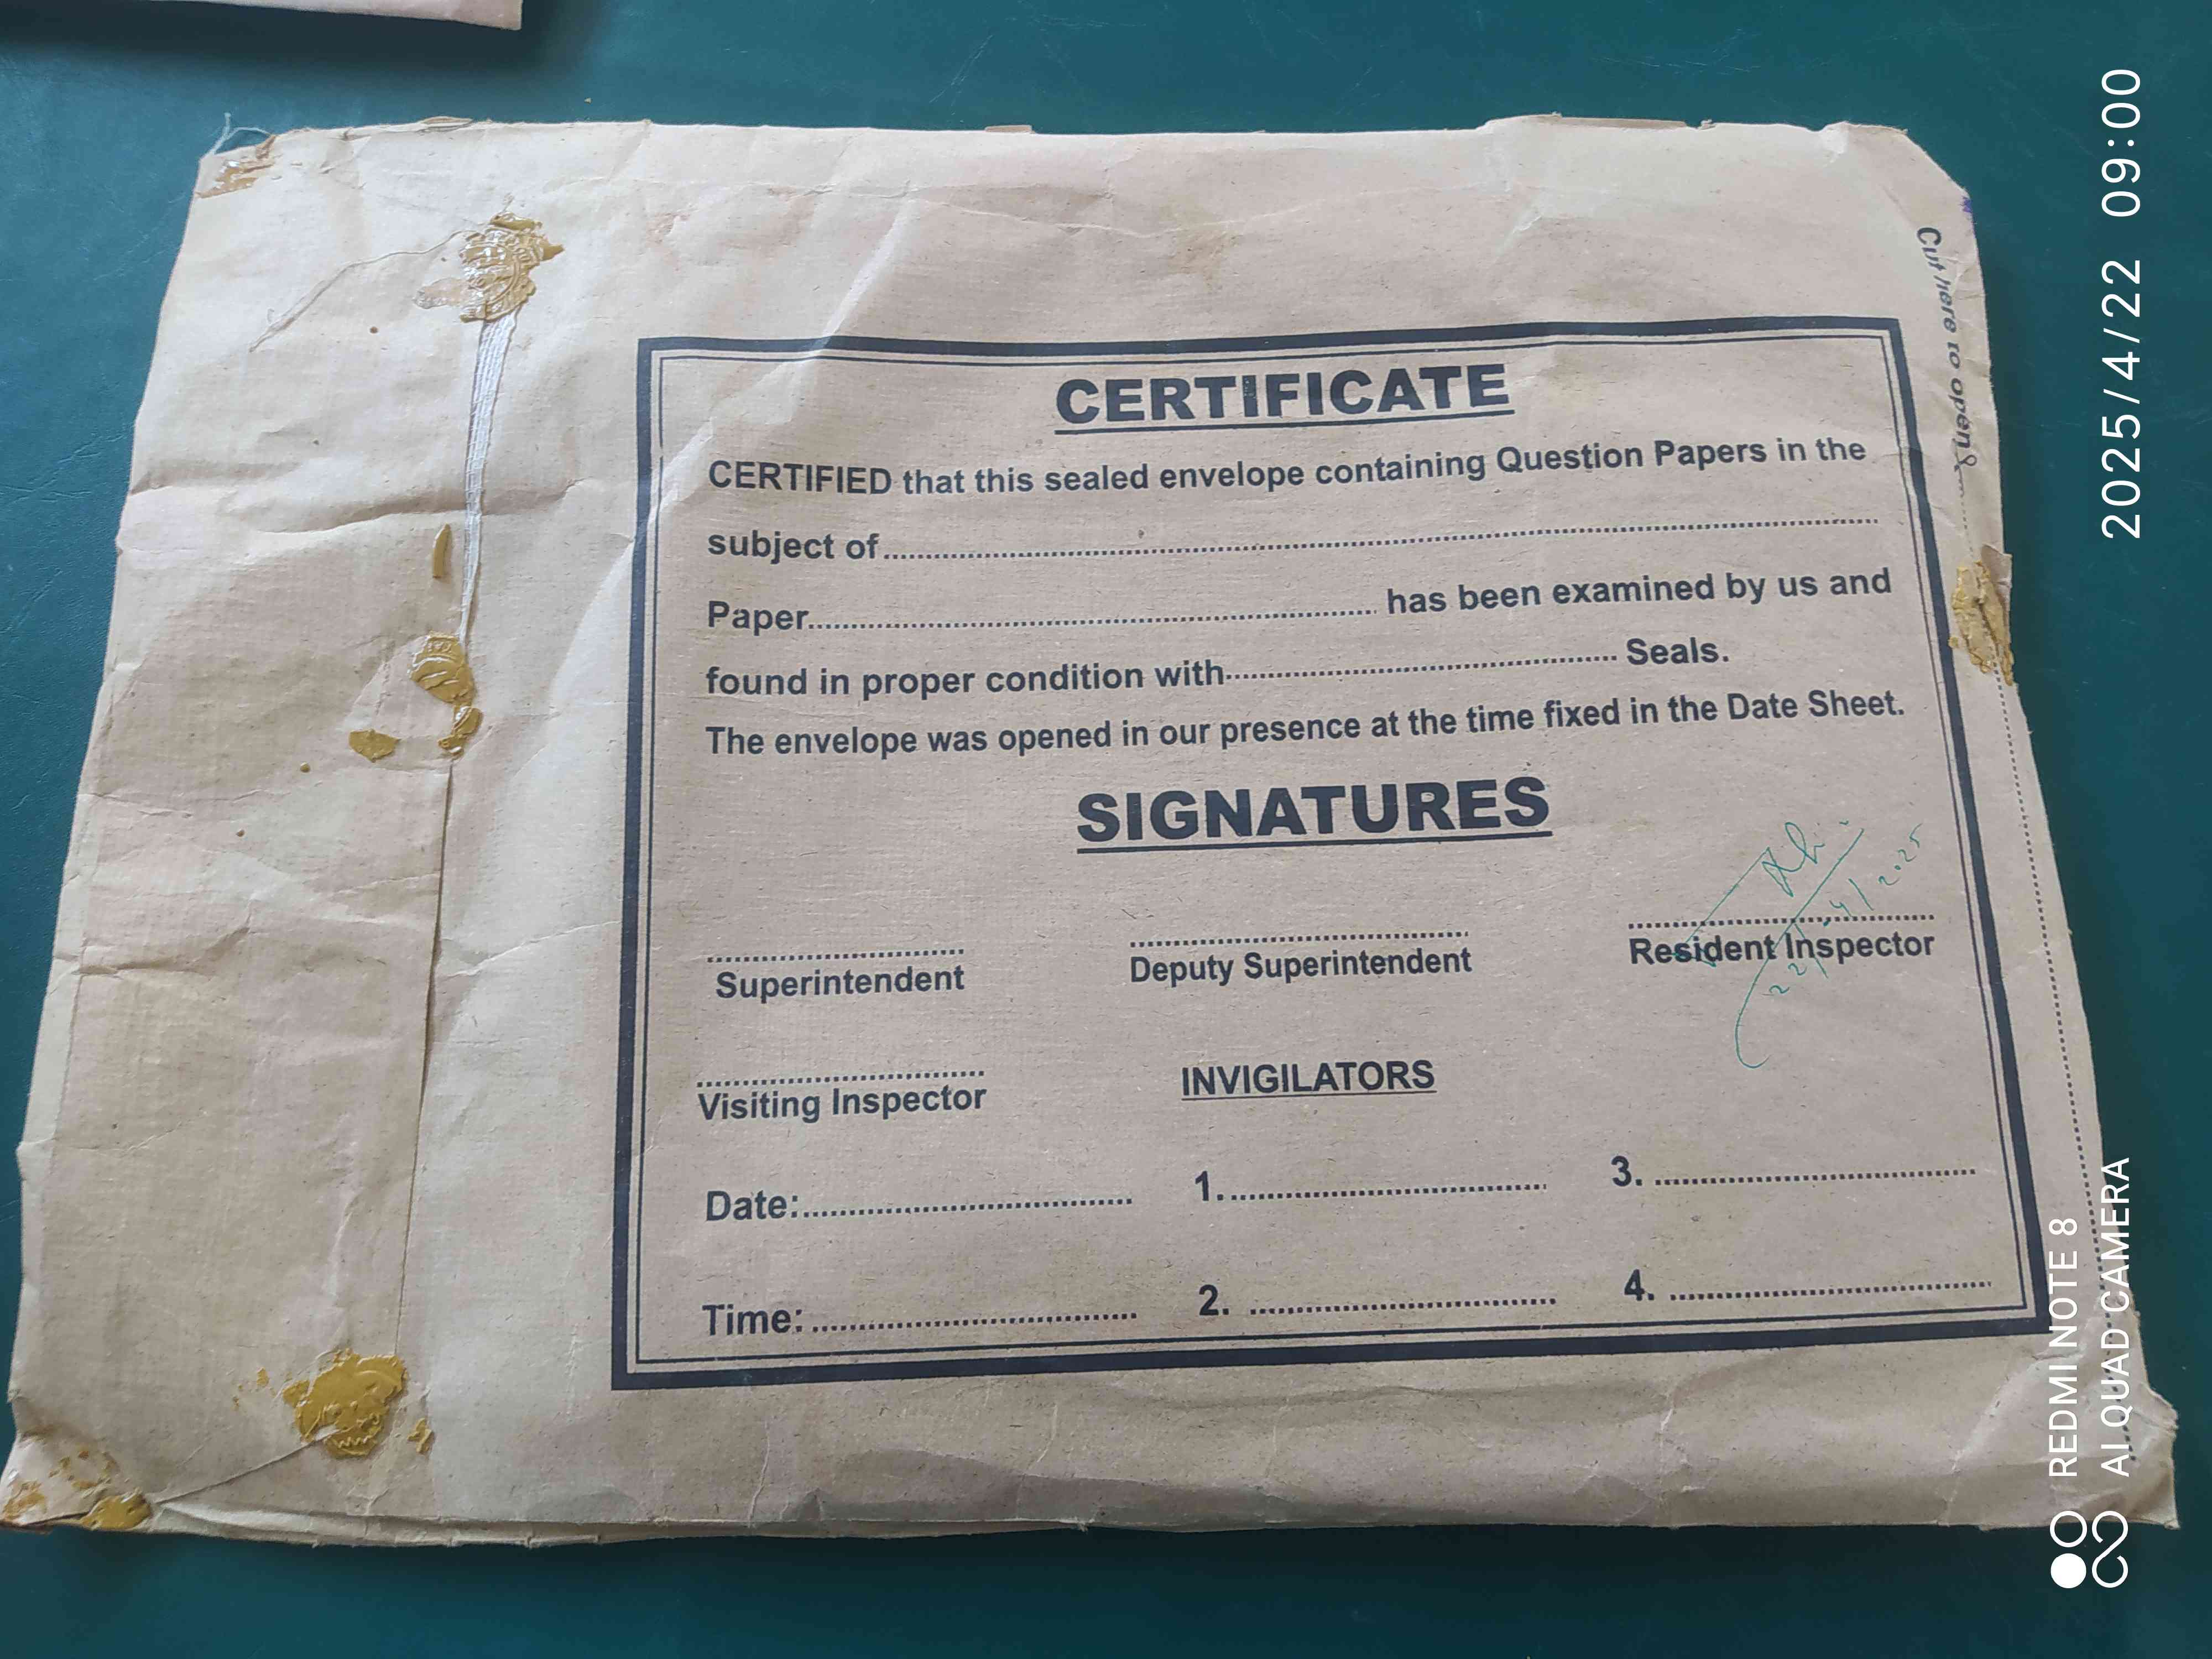 CERTIFICATE
CERTIFIED that this sealed envelope containing Question Papers in the
subject of
Paper has been examined by us and
found in proper condition with Seals.
The envelope was opened in our presence at the time fixed in the Date Sheet.
SIGNATURES
22/4/2025
Superintendent
Deputy Superintendent
Resident Inspector
Visiting Inspector
INVIGILATORS
Date:
1.
3.
Time:
2.
4.
Cut here to open
2025/4/22 09:00
REDMI NOTE 8
AI QUAD CAMERA